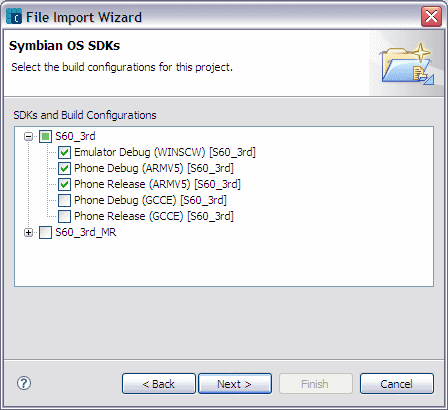 File Import Wizard
Symbian OS SDKs
Select the build configurations for this project.
SDKs and Build Configurations
S60_3rd
Emulator Debug (WINSCW) [S60_3rd]
Phone Debug (ARMV5) [S60_3rd]
Phone Release (ARMV5) [S60_3rd]
Phone Debug (GCCE) [S60_3rd]
Phone Release (GCCE) [S60_3rd]
S60_3rd_MR
? < Back Next > Finish Cancel